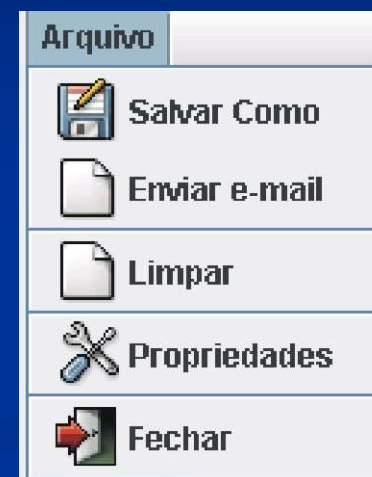 Arquivo
Salvar Como
Enviar e-mail
Limpar
Propriedades
Fechar